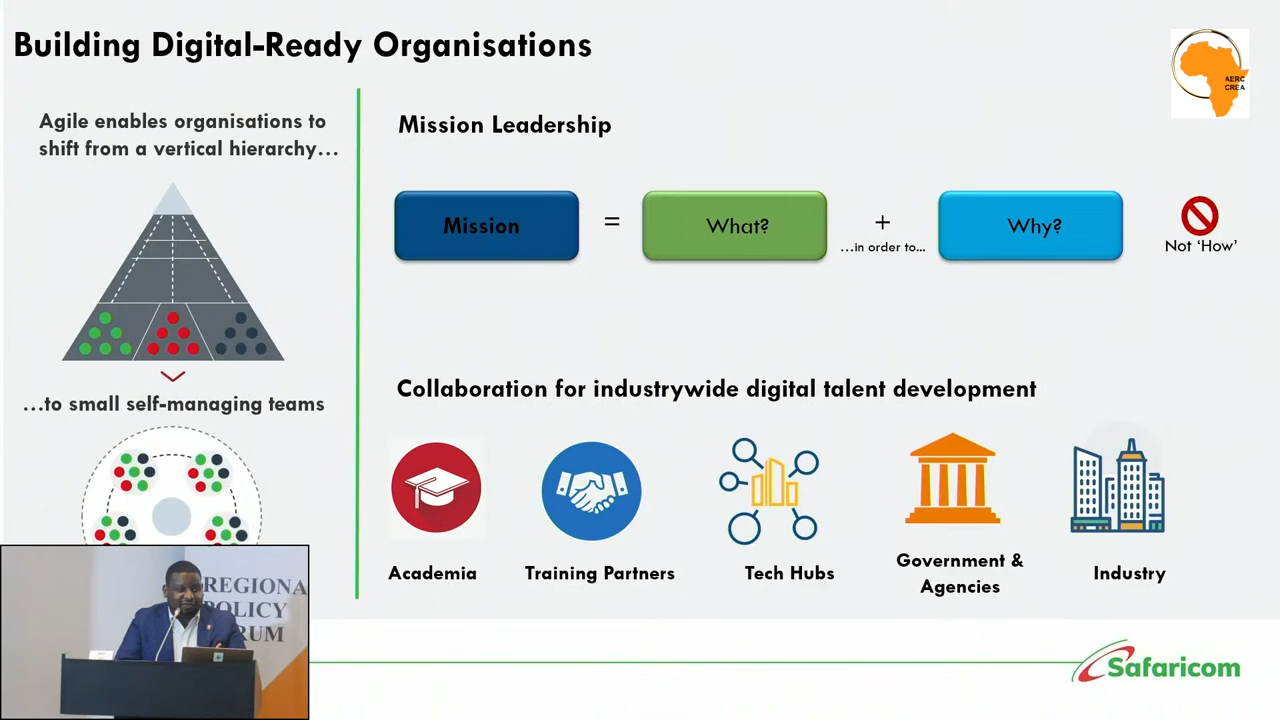 Building Digital-Ready Organisations
AERC
CREA
Agile enables organisations to
shift from a vertical hierarchy...
...to small self-managing teams
Mission Leadership
Mission
=
What?
+
...in order to...
Why?
Not ‘How’
Collaboration for industrywide digital talent development
Academia
Training Partners
Tech Hubs
Government &
Agencies
Industry
REGIONA
POLICY
RUM
Safaricom